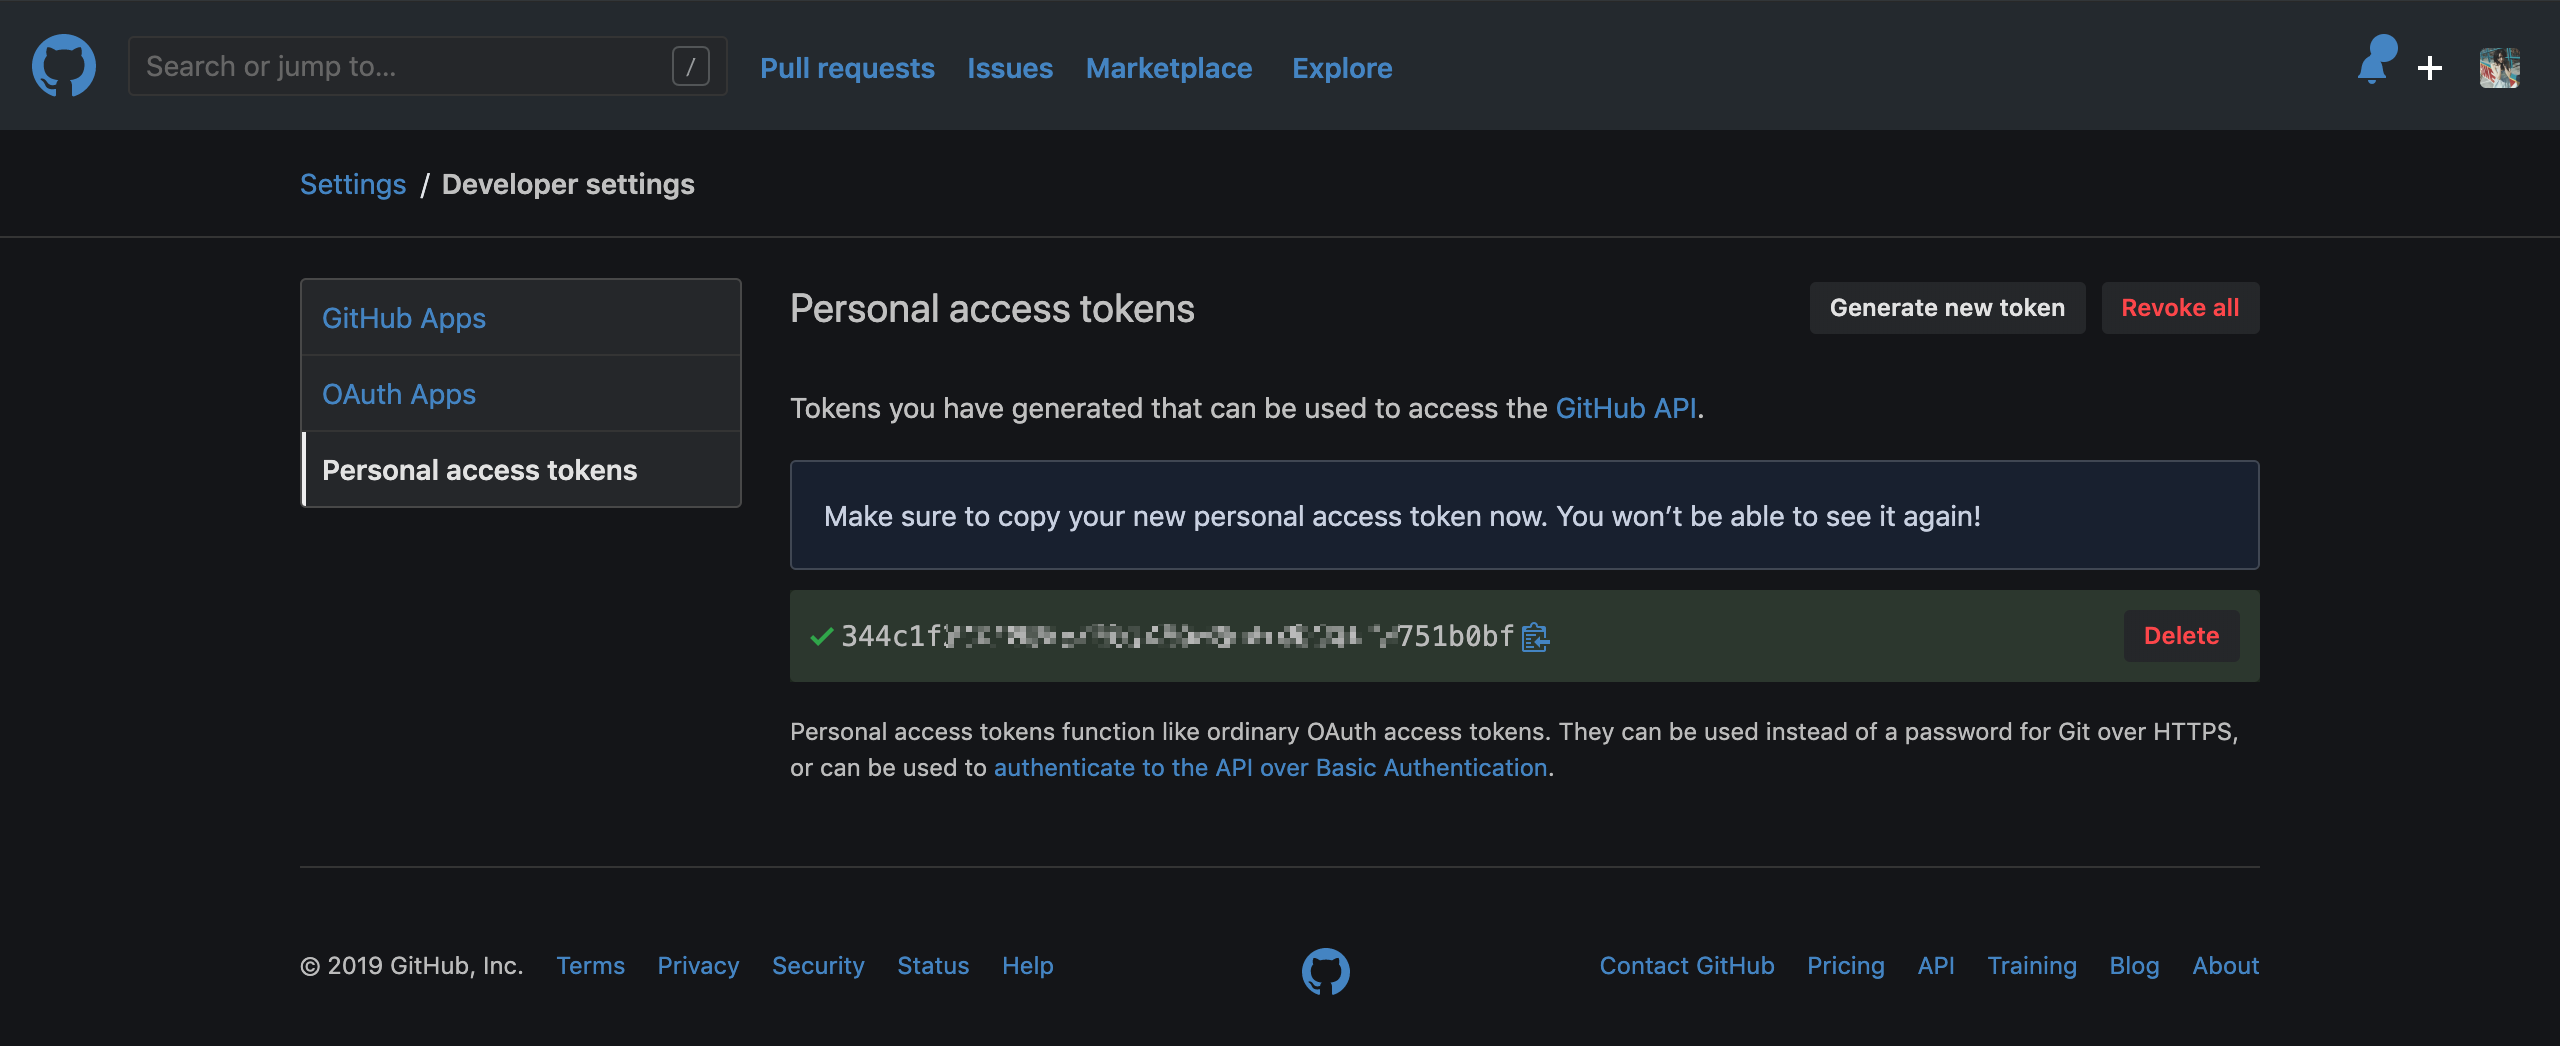 Search or jump to... /
Pull requests Issues Marketplace Explore
Settings / Developer settings
GitHub Apps
OAuth Apps
Personal access tokens
Personal access tokens
Generate new token Revoke all
Tokens you have generated that can be used to access the GitHub API.
Make sure to copy your new personal access token now. You won’t be able to see it again!
344c1f 751b0bf
Delete
Personal access tokens function like ordinary OAuth access tokens. They can be used instead of a password for Git over HTTPS,
or can be used to authenticate to the API over Basic Authentication.
© 2019 GitHub, Inc. Terms Privacy Security Status Help
Contact GitHub Pricing API Training Blog About